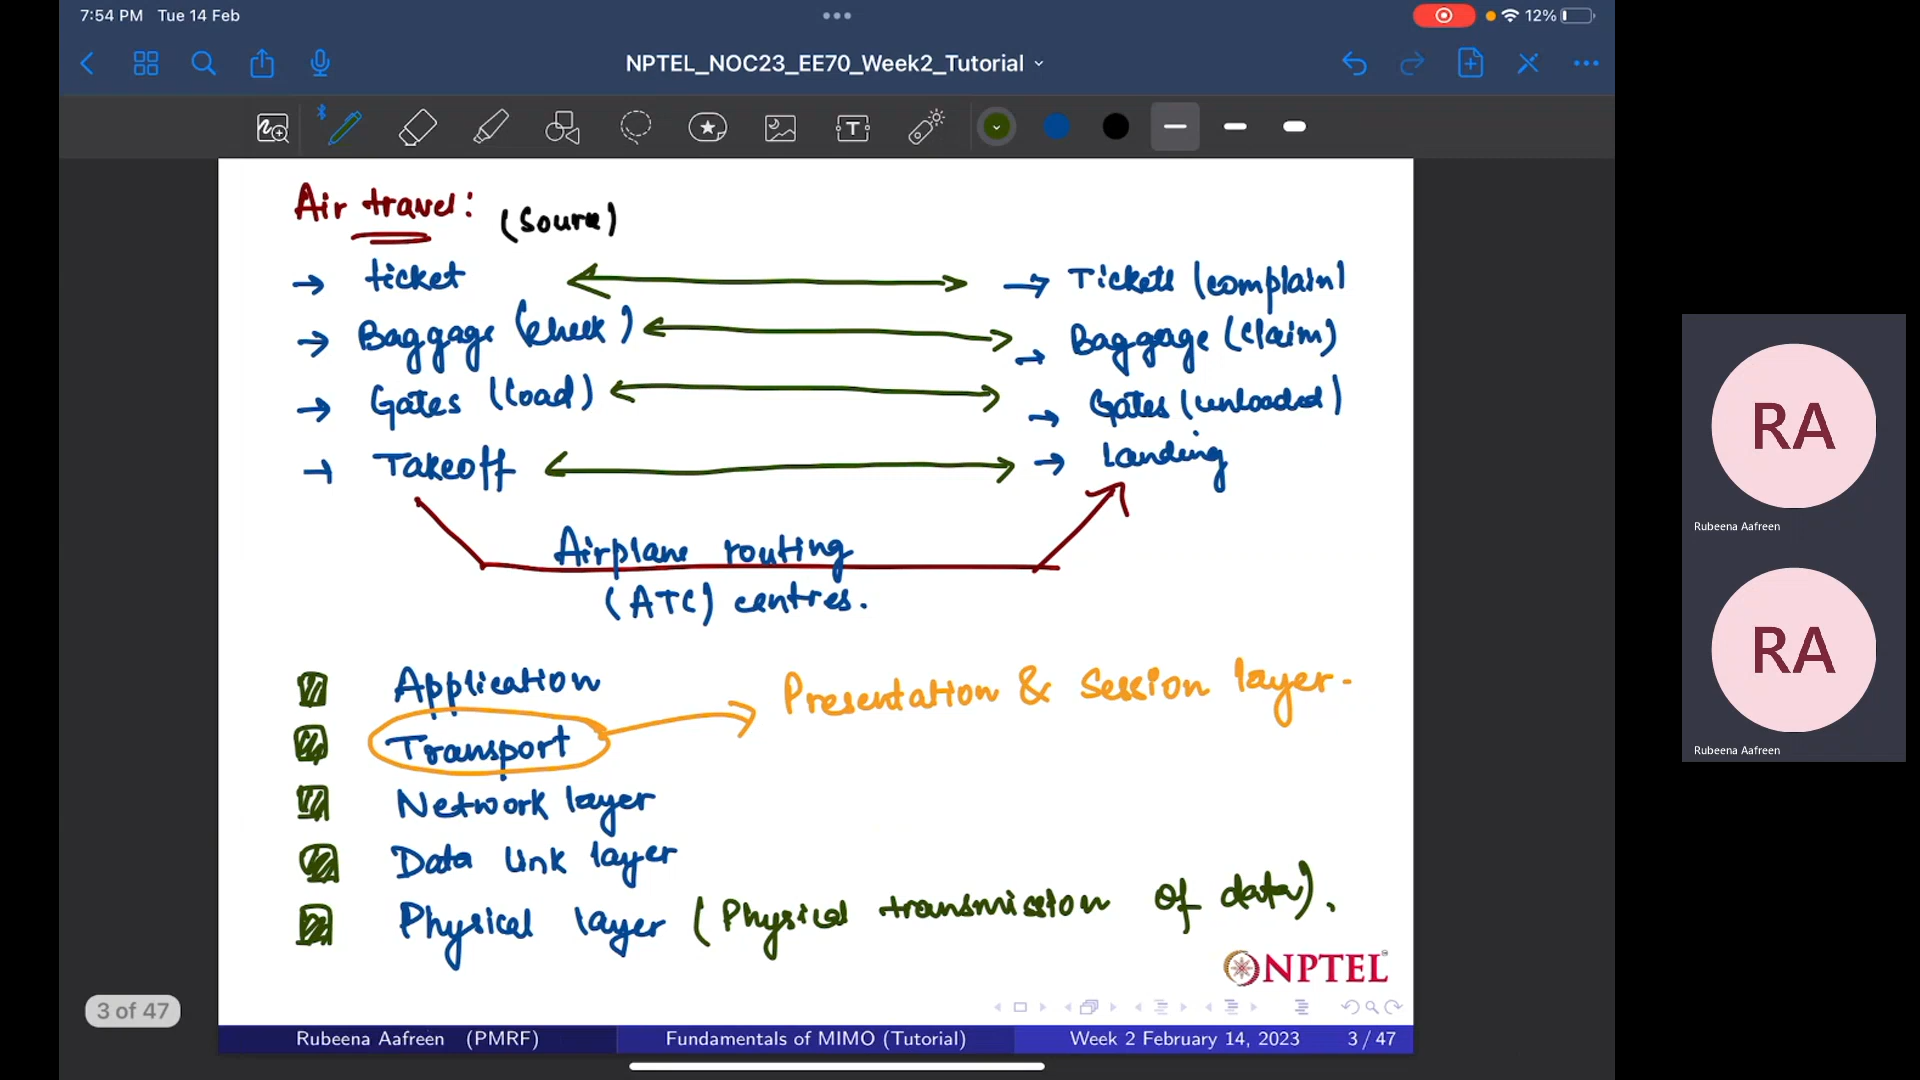 7:54 PM Tue 14 Feb
12%
NPTEL_NOC23_EE70_Week2_Tutorial
T
Air travel: (Source)
→ ticket → Tickets (complain)
→ Baggage (check) → Baggage (claim)
→ Gates (load) → Gates (unloaded)
→ Takeoff → Landing
Airplane routing
(ATC) centres.
Application
Presentation & Session layer.
Transport
Network layer
Data link layer
Physical layer (Physical transmission of data).
NPTEL
3 of 47
Rubeena Aafreen (PMRF) Fundamentals of MIMO (Tutorial) Week 2 February 14, 2023 3 / 47
RA
Rubeena Aafreen
RA
Rubeena Aafreen